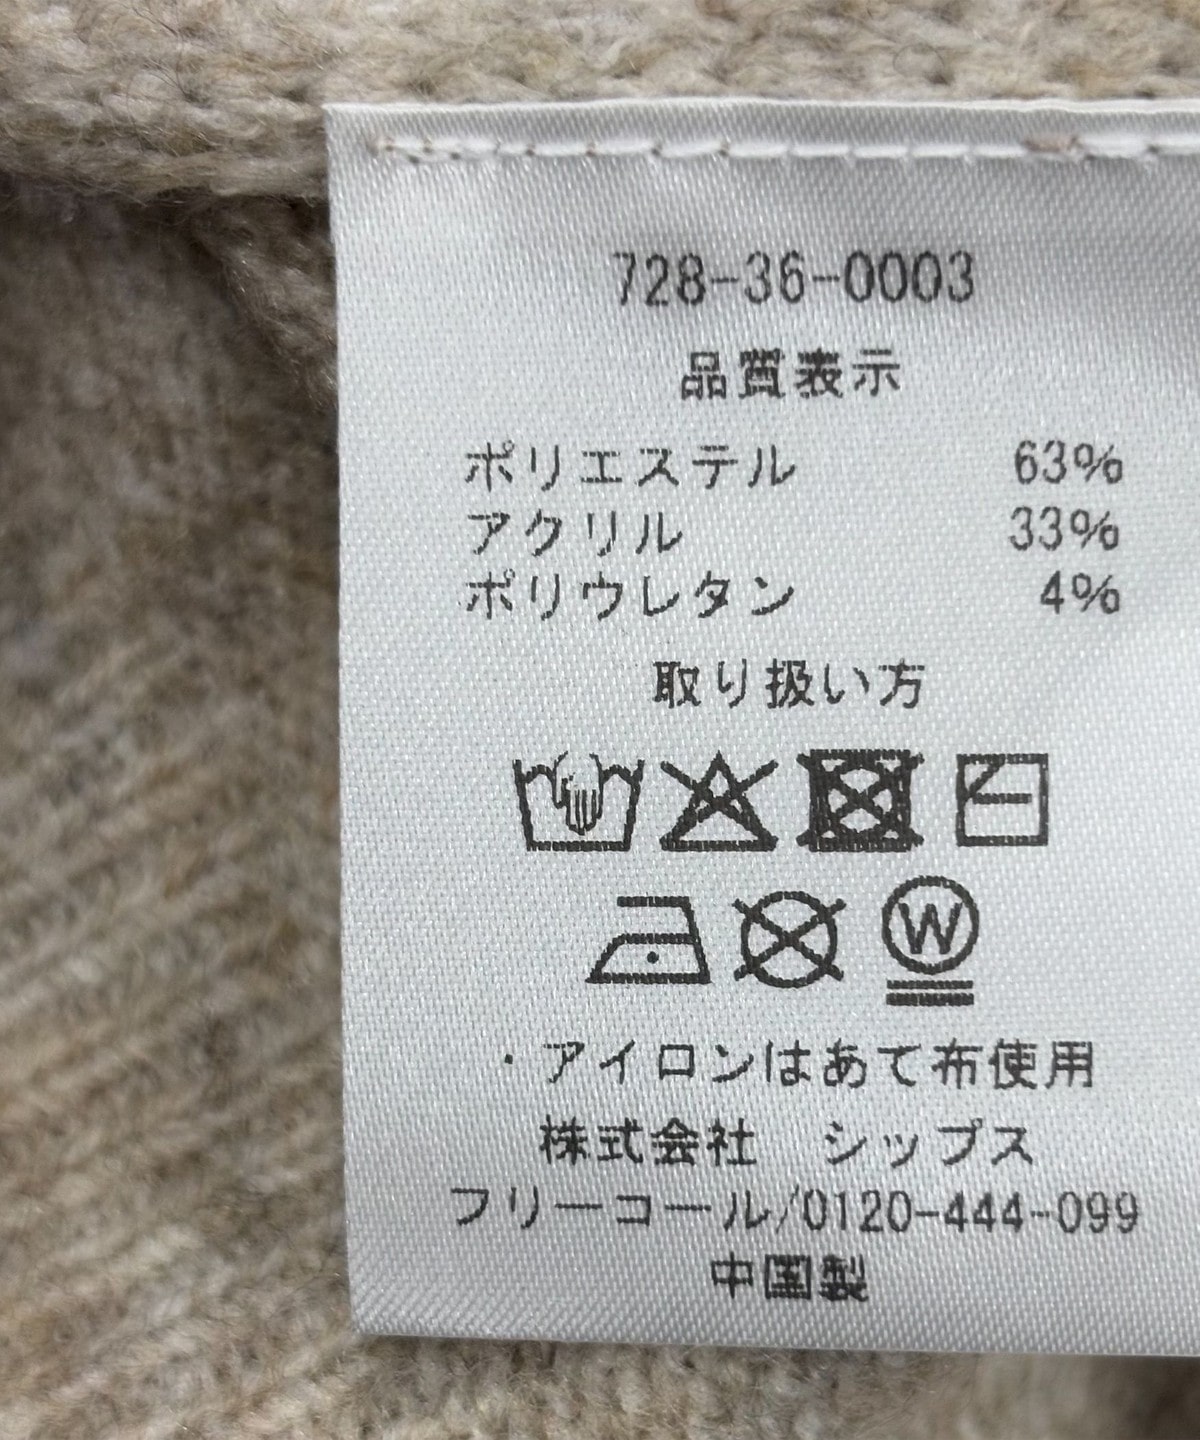 728-36-0003
品質表示
ポリエステル 63%
アクリル 33%
ポリウレタン 4%
取り扱い方
W
・アイロンはあて布使用
株式会社 シップス
フリーコール/0120-444-099
中国製